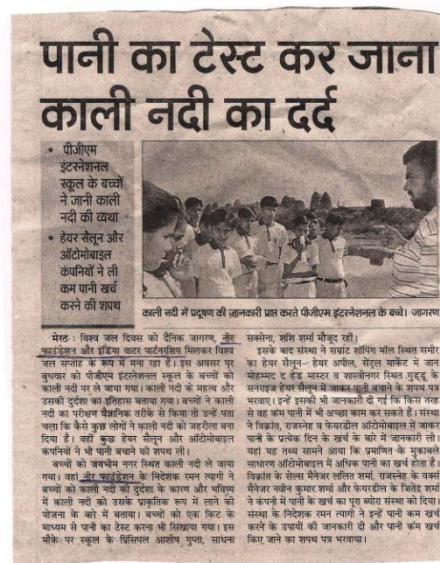 पानी का टेस्ट कर जाना
काली नदी का दर्द
• पीजीएम
इंटरनेशनल
स्कूल के बच्चों
ने जानी काली
नदी की व्यथा
• हेयर सैलून और
ऑटोमोबाइल
कंपनियों ने ली
कम पानी खर्च
करने की शपथ
काली नदी में प्रदूषण की जानकारी प्राप्त करते पीजीएम इंटरनेशनल के बच्चे। जागरण
मेरठ : विश्व जल दिवस को दैनिक जागरण, नीर
फाउंडेशन और इंडिया वाटर पार्टनरशिप मिलकर विश्व
जल सप्ताह के रूप में मना रहा है। इस अवसर पर
बुधवार को पीजीएम इंटरनेशनल स्कूल के बच्चों को
काली नदी पर ले जाया गया। काली नदी के महत्व और
उसकी दुर्दशा का इतिहास बताया गया। बच्चों ने काली
नदी का परीक्षण वैज्ञानिक तरीके से किया तो उन्हें पता
चला कि कैसे कुछ लोगों ने काली नदी को जहरीला बना
दिया है। वहीं कुछ हेयर सैलून और ऑटोमोबाइल
कंपनियों ने भी पानी बचाने की शपथ ली।
बच्चों को जयभीम नगर स्थित काली नदी ले जाया
गया। वहां नीर फाउंडेशन के निदेशक रमन त्यागी ने
बच्चों को काली नदी की दुर्दशा के कारण और भविष्य
में काली नदी को उसके प्राकृतिक रूप में लाने की
योजना के बारे में बताया। बच्चों को एक किट के
माध्यम से पानी का टेस्ट करना भी सिखाया गया। इस
मौके पर स्कूल के प्रिंसिपल आशीष गुप्ता, साधना
सक्सेना, शशि शर्मा मौजूद रहीं।
इसके बाद संस्था ने सम्राट शॉपिंग मॉल स्थित समीर
का हेयर सैलून- हेयर अपील, सेंट्रल मार्केट में जान
मोहम्मद द हेड मास्टर व शास्त्रीनगर स्थित गुड्डू के
सनराइज हेयर सैलून में जाकर पानी बचाने के शपथ पत्र
भरवाए। इन्हें इसकी भी जानकारी दी गई कि किस तरह
से वह कम पानी में भी अच्छा काम कर सकते हैं। संस्था
ने विक्रांत, राजस्नेह व फेयरडील ऑटोमोबाइल में जाकर
पानी के प्रत्येक दिन के खर्च के बारे में जानकारी ली।
यहां यह तथ्य सामने आया कि प्रमाणित के मुकाबले
साधारण ऑटोमोबाइल में अधिक पानी का खर्च होता है।
विक्रांत के सेल्स मैनेजर ललित शर्मा, राजस्नेह के वर्क्स
मैनेजर नवीन कुमार शर्मा और फेयरडील के जितेंद्र शर्मा
ने कंपनी में पानी के खर्च का पूरा ब्योरा संस्था को दिया।
संस्था के निदेशक रमन त्यागी ने इन्हें पानी कम खर्च
करने के उपायों की जानकारी दी और पानी कम खर्च
किए जाने का शपथ पत्र भरवाया।